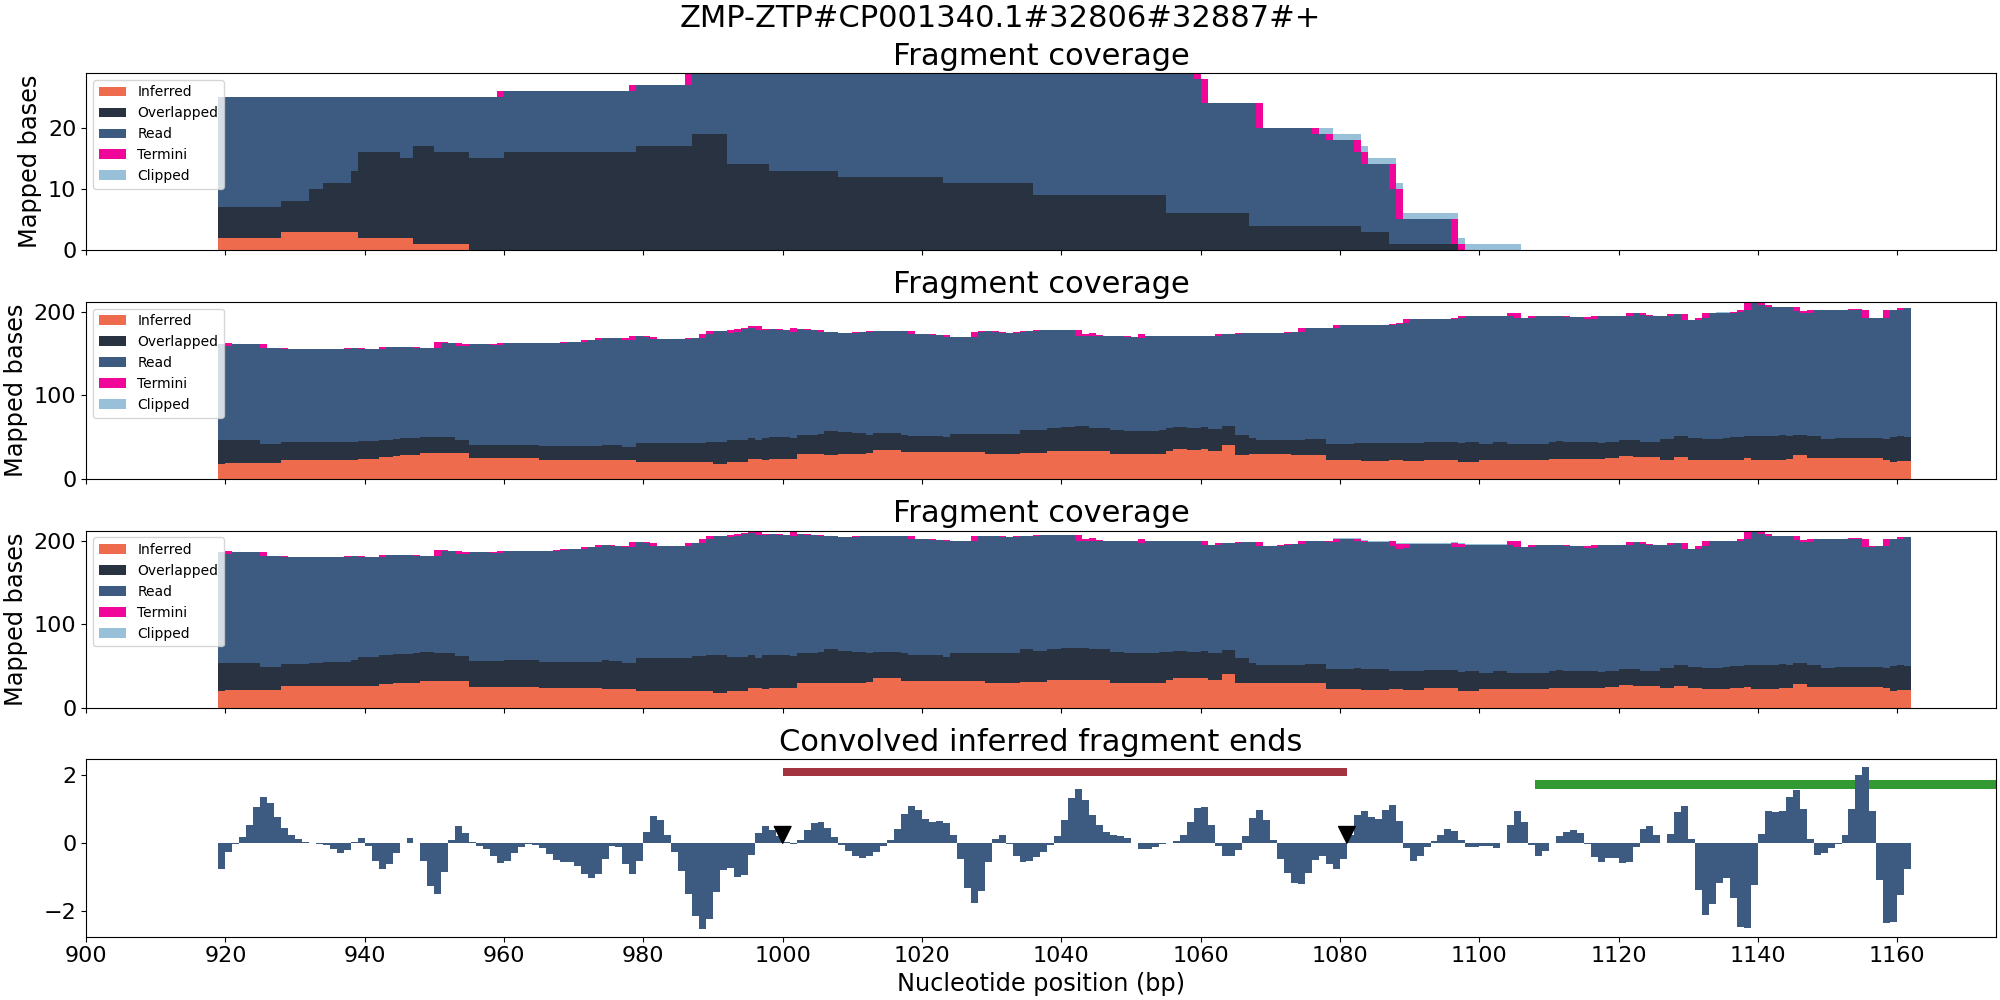 ZMP-ZTP#CP001340.1#32806#32887#+
Fragment coverage
Mapped bases
20
10
0
Inferred
Overlapped
Read
Termini
Clipped
Fragment coverage
Mapped bases
200
100
0
Inferred
Overlapped
Read
Termini
Clipped
Fragment coverage
Mapped bases
200
100
0
Inferred
Overlapped
Read
Termini
Clipped
Convolved inferred fragment ends
2
0
−2
900 920 940 960 980 1000 1020 1040 1060 1080 1100 1120 1140 1160
Nucleotide position (bp)